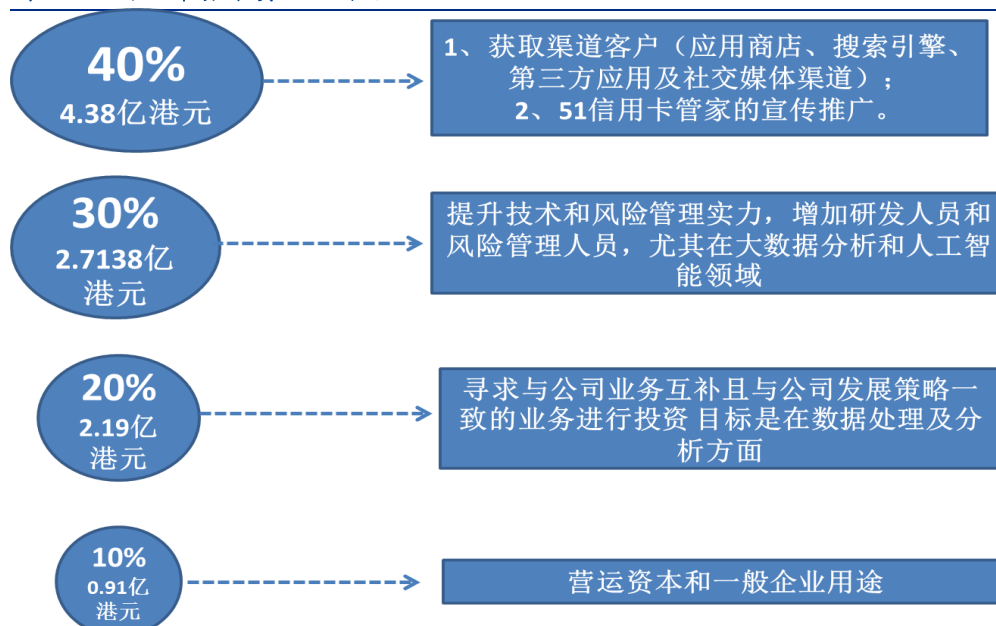 40%
4.38亿港元
1、获取渠道客户（应用商店、搜索引擎、
第三方应用及社交媒体渠道）；
2、51信用卡管家的宣传推广。
30%
2.7138亿
港元
提升技术和风险管理实力，增加研发人员和
风险管理人员，尤其在大数据分析和人工智
能领域
20%
2.19亿
港元
寻求与公司业务互补且与公司发展策略一
致的业务进行投资 目标是在数据处理及分
析方面
10%
0.91亿
港元
营运资本和一般企业用途